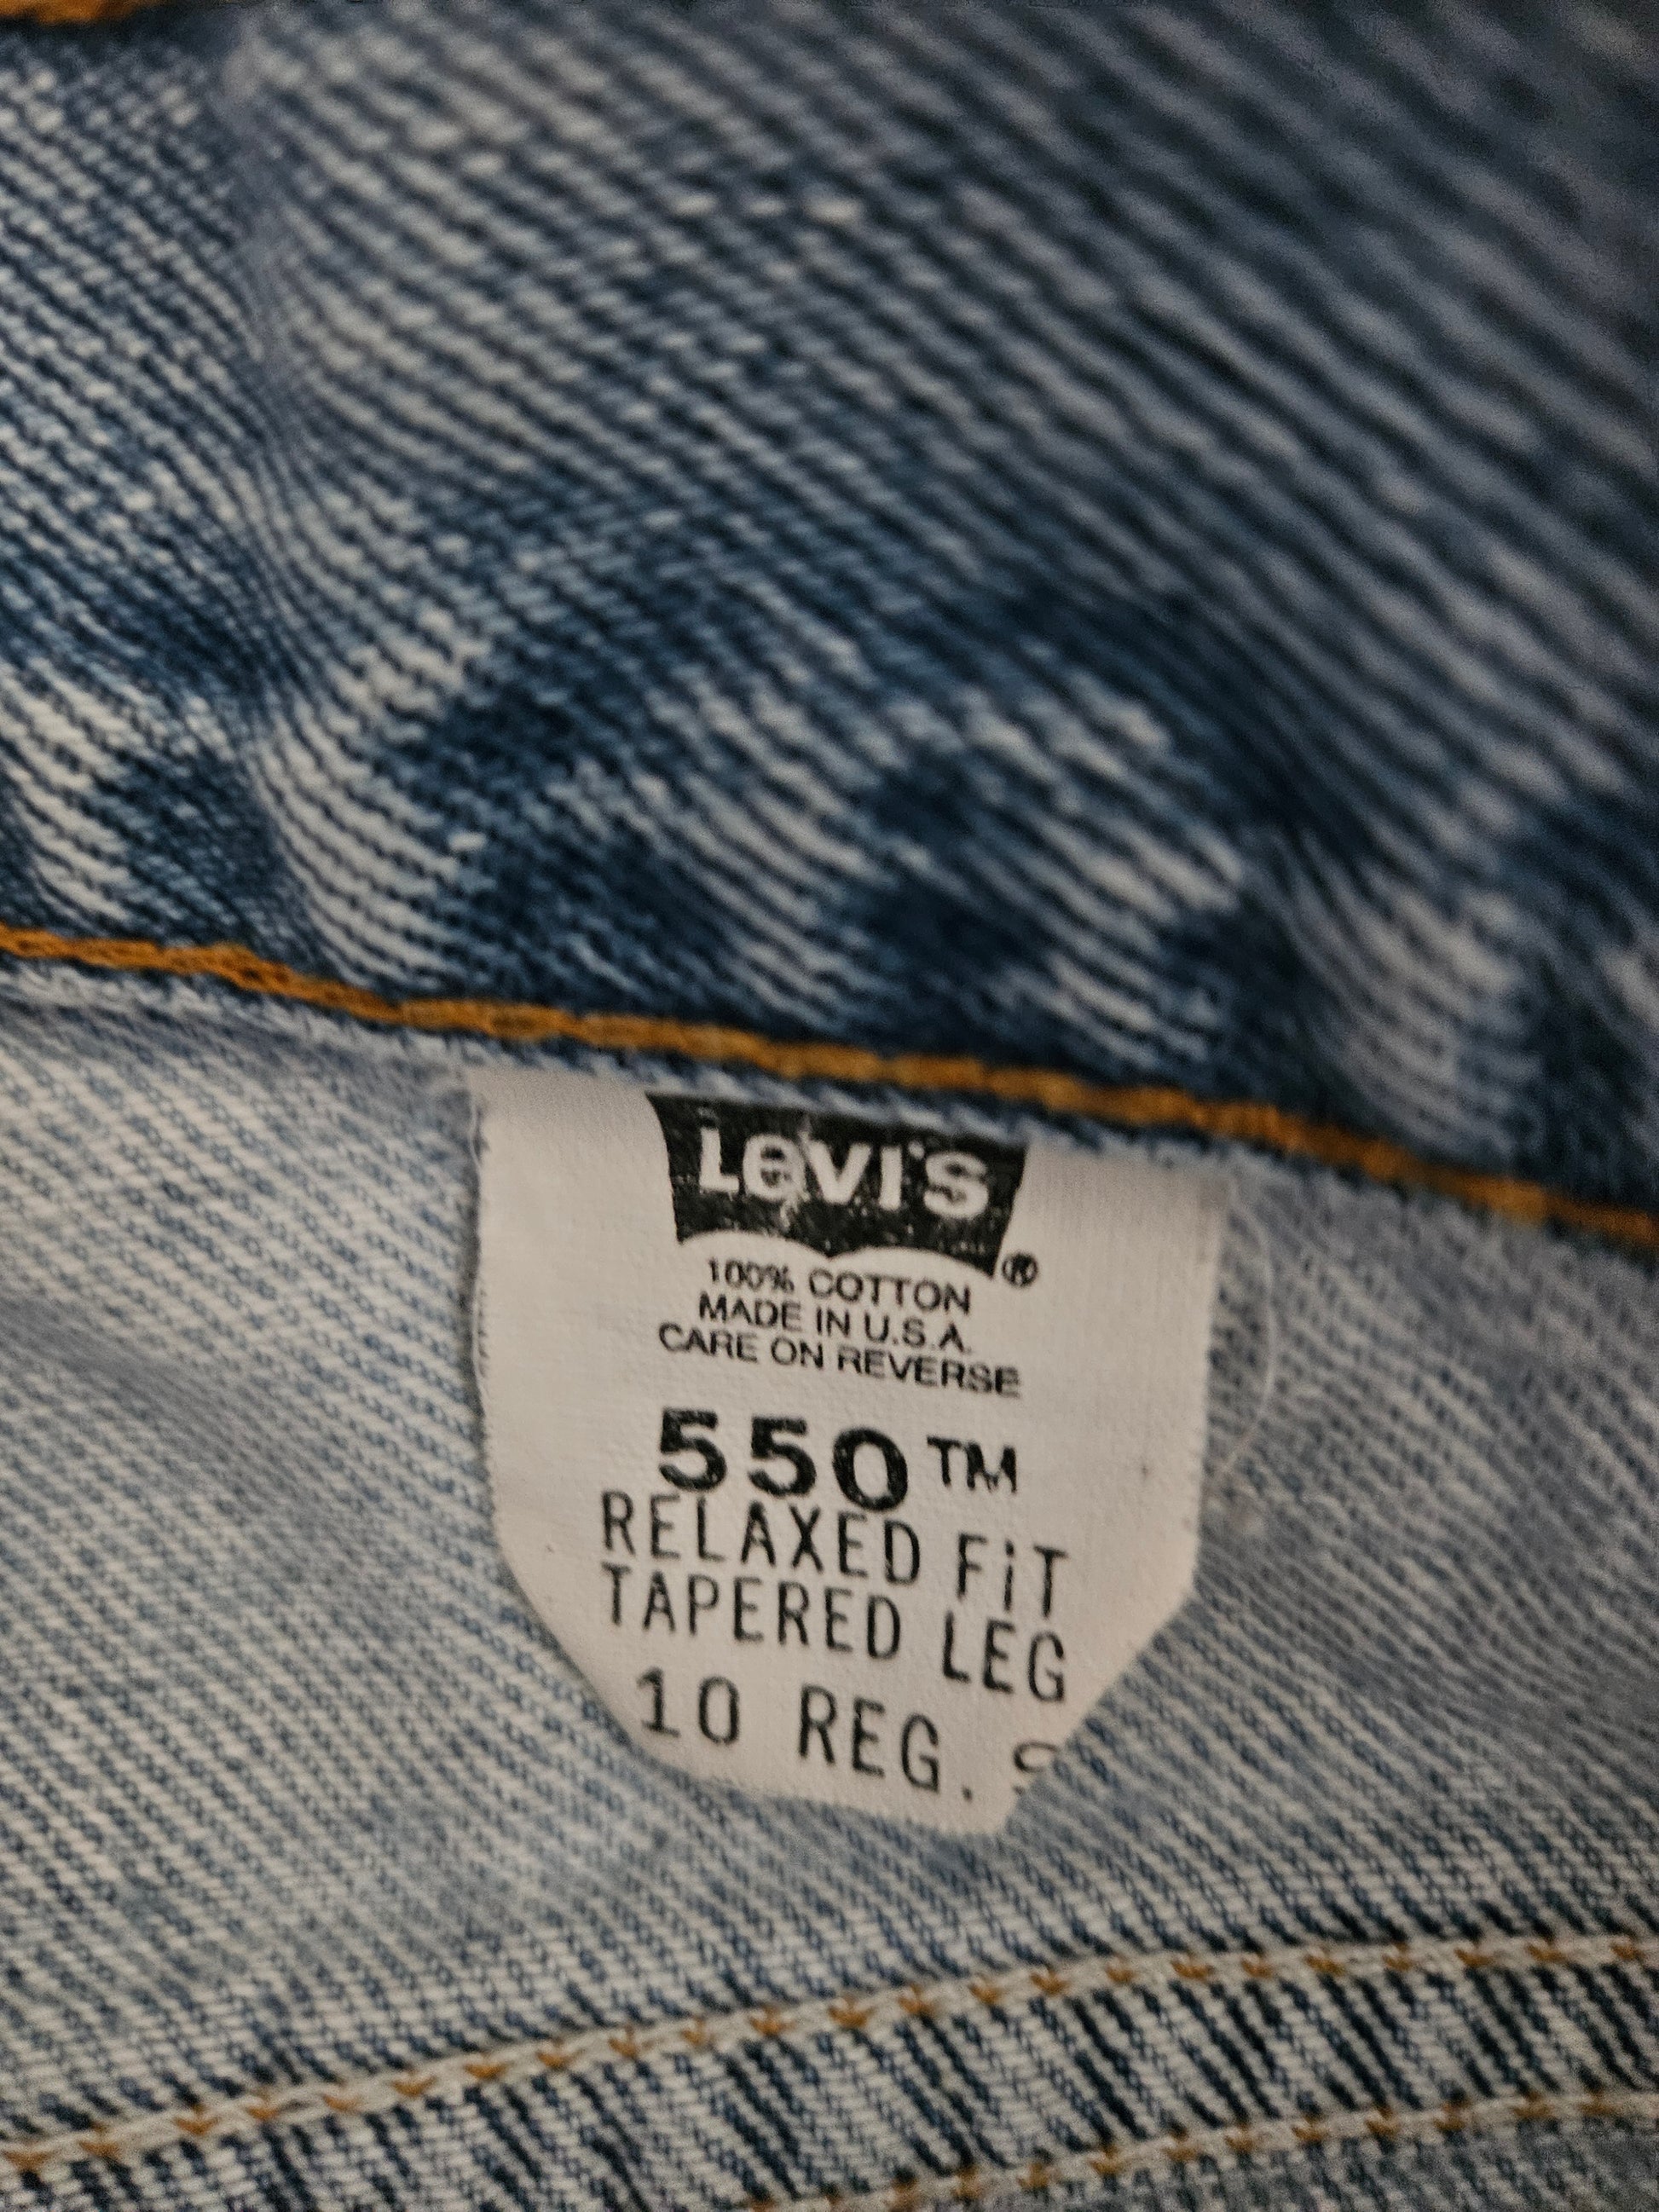 Levi's
®
100% COTTON
MADE IN U.S.A.
CARE ON REVERSE
550™
RELAXED FiT
TAPERED LEG
10 REG.